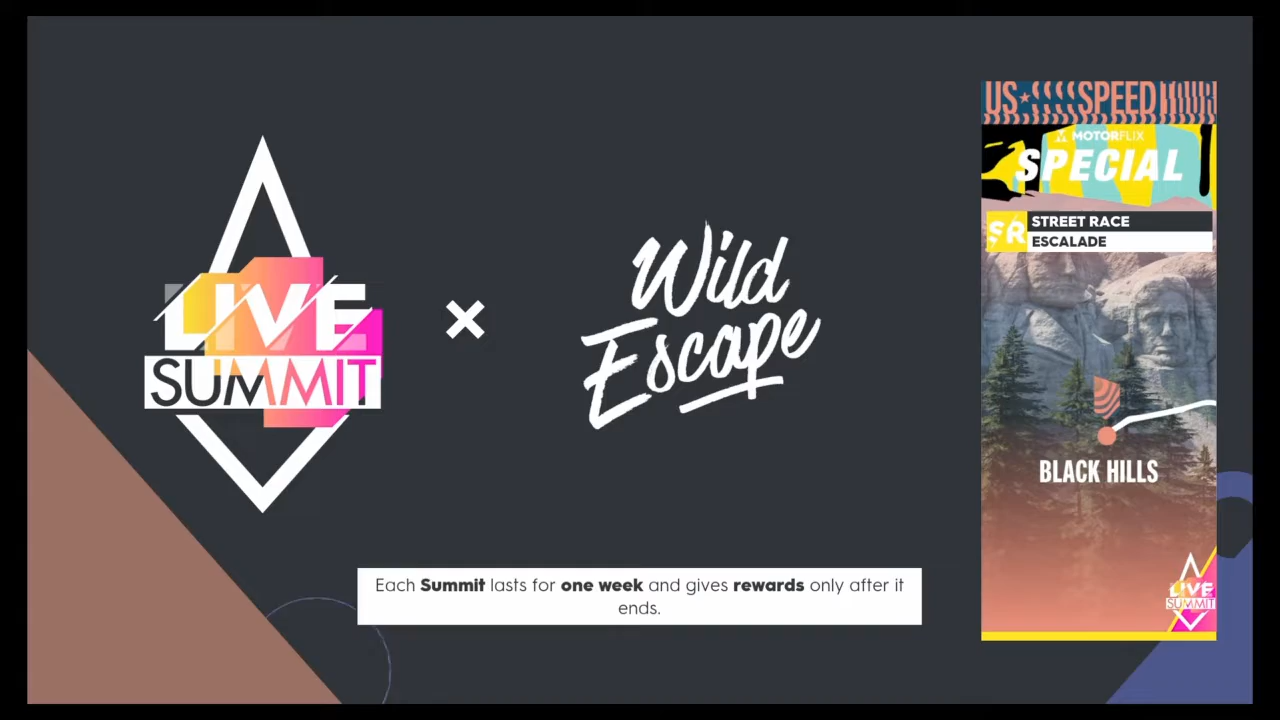 LIVE
SUMMIT
×
Wild
Escape
US★SPEED TOUR
MOTORFLIX
SPECIAL
SR
STREET RACE
ESCALADE
BLACK HILLS
LIVE
SUMMIT
Each Summit lasts for one week and gives rewards only after it
ends.